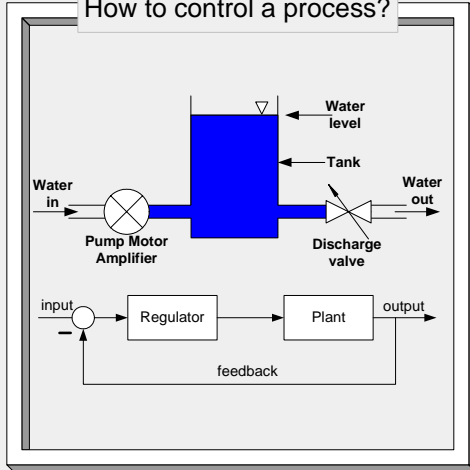 How to control a process?
Water
level
Tank
Water
in
Water
out
Pump Motor
Amplifier
Discharge
valve
input
–
Regulator
Plant
output
feedback